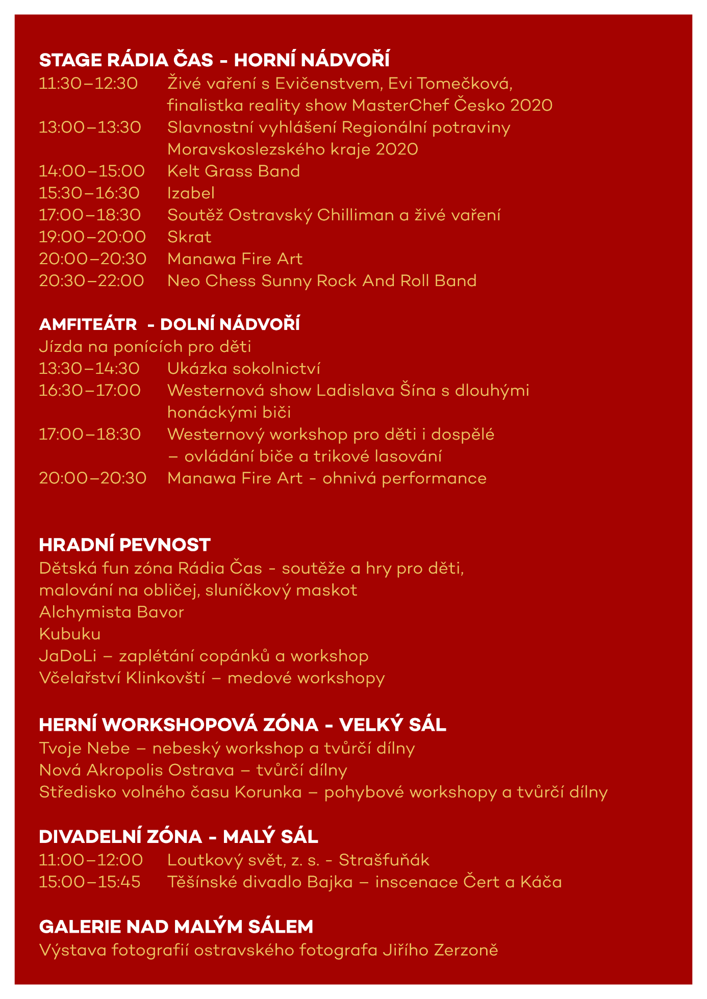 STAGE RÁDIA ČAS - HORNÍ NÁDVOŘÍ
11:30–12:30 Živé vaření s Evičenstvem, Evi Tomečková,
finalistka reality show MasterChef Česko 2020
13:00–13:30 Slavnostní vyhlášení Regionální potraviny
Moravskoslezského kraje 2020
14:00–15:00 Kelt Grass Band
15:30–16:30 Izabel
17:00–18:30 Soutěž Ostravský Chilliman a živé vaření
19:00–20:00 Skrat
20:00–20:30 Manawa Fire Art
20:30–22:00 Neo Chess Sunny Rock And Roll Band
AMFITEÁTR - DOLNÍ NÁDVOŘÍ
Jízda na ponících pro děti
13:30–14:30 Ukázka sokolnictví
16:30–17:00 Westernová show Ladislava Šína s dlouhými
honáckými biči
17:00–18:30 Westernový workshop pro děti i dospělé
– ovládání biče a trikové lasování
20:00–20:30 Manawa Fire Art - ohnivá performance
HRADNÍ PEVNOST
Dětská fun zóna Rádia Čas - soutěže a hry pro děti,
malování na obličej, sluníčkový maskot
Alchymista Bavor
Kubuku
JaDoLi – zaplétání copánků a workshop
Včelařství Klinkovští – medové workshopy
HERNÍ WORKSHOPOVÁ ZÓNA - VELKÝ SÁL
Tvoje Nebe – nebeský workshop a tvůrčí dílny
Nová Akropolis Ostrava – tvůrčí dílny
Středisko volného času Korunka – pohybové workshopy a tvůrčí dílny
DIVADELNÍ ZÓNA - MALÝ SÁL
11:00–12:00 Loutkový svět, z. s. - Strašfuňák
15:00–15:45 Těšínské divadlo Bajka – inscenace Čert a Káča
GALERIE NAD MALÝM SÁLEM
Výstava fotografií ostravského fotografa Jiřího Zerzoně